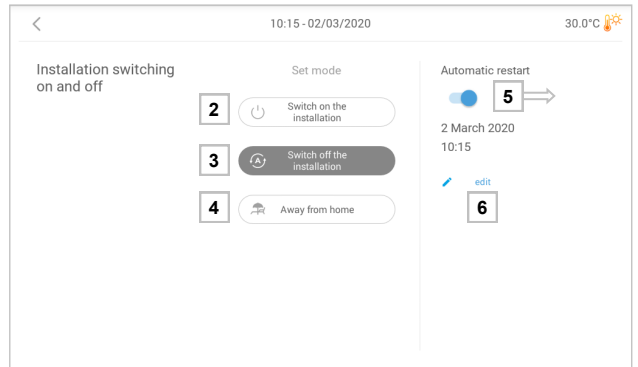 10:15 - 02/03/2020
30.0°C
Installation switching
on and off
Set mode
2
Switch on the
installation
3
A
Switch off the
installation
4
Away from home
Automatic restart
5
2 March 2020
10:15
edit
6